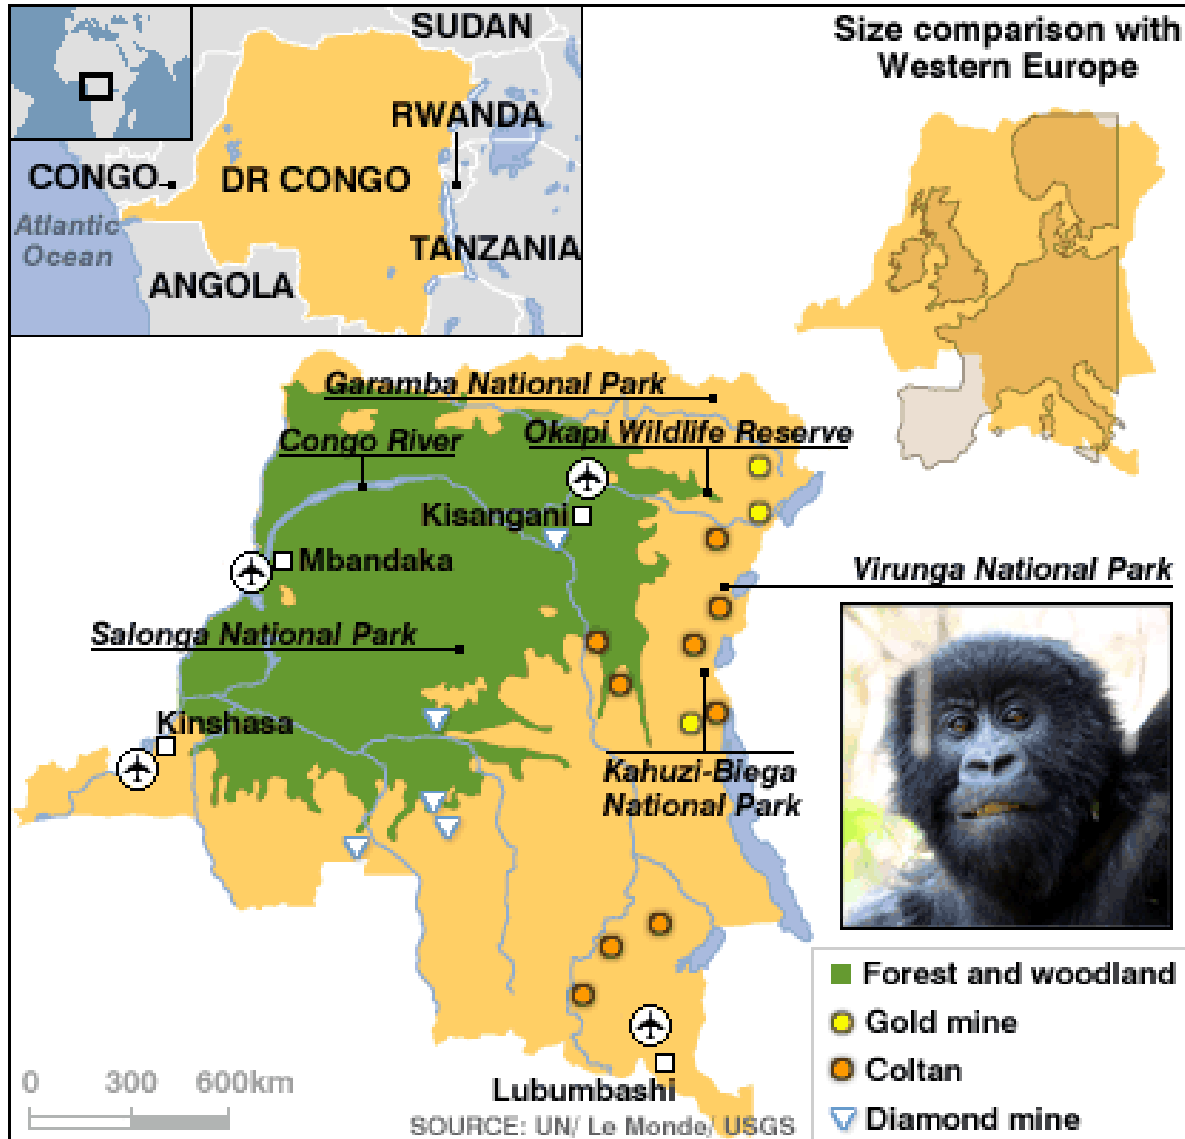 SUDAN
RWANDA
CONGO
DR CONGO
Atlantic
Ocean
TANZANIA
ANGOLA
Size comparison with
Western Europe
Garamba National Park
Congo River
Okapi Wildlife Reserve
Kisangani
Mbandaka
Virunga National Park
Salonga National Park
Kinshasa
Kahuzi-Biega
National Park
Lubumbashi
0 300 600km
SOURCE: UN/ Le Monde/ USGS
Forest and woodland
Gold mine
Coltan
Diamond mine